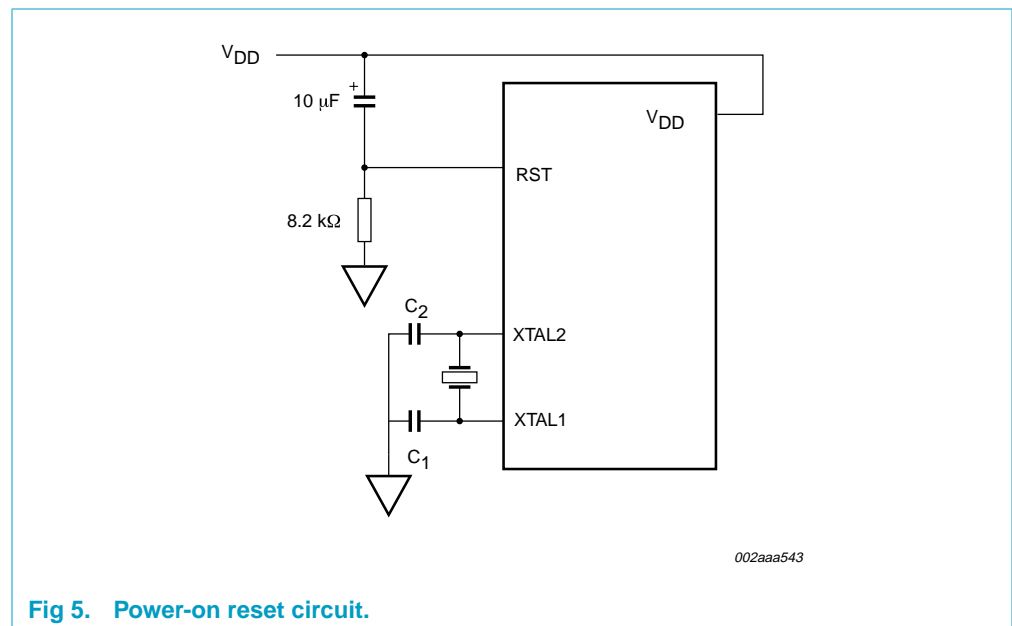 VDD
10 μF
+
VDD
RST
8.2 kΩ
C2
XTAL2
XTAL1
C1
002aaa543
Fig 5. Power-on reset circuit.